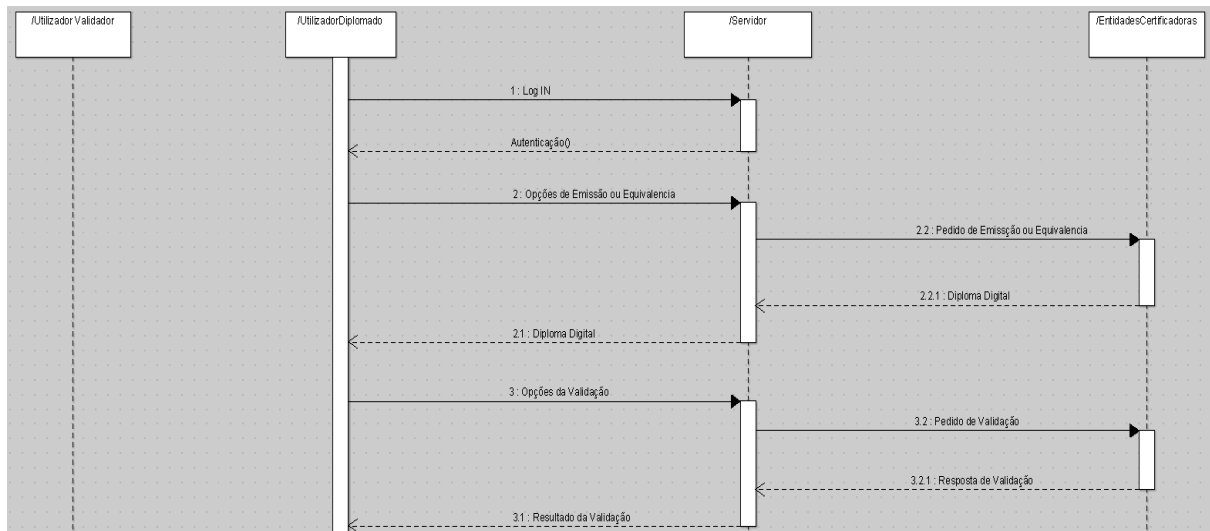 /Utilizador Validador
/UtilizadorDiplomado
/Servidor
/EntidadesCertificadoras
1 : Log IN
Autenticação()
2 : Opções de Emissão ou Equivalencia
2.2 : Pedido de Emissção ou Equivalencia
2.2.1 : Diploma Digital
2.1 : Diploma Digital
3 : Opções da Validação
3.2 : Pedido de Validação
3.2.1 : Resposta de Validação
3.1 : Resultado da Validação